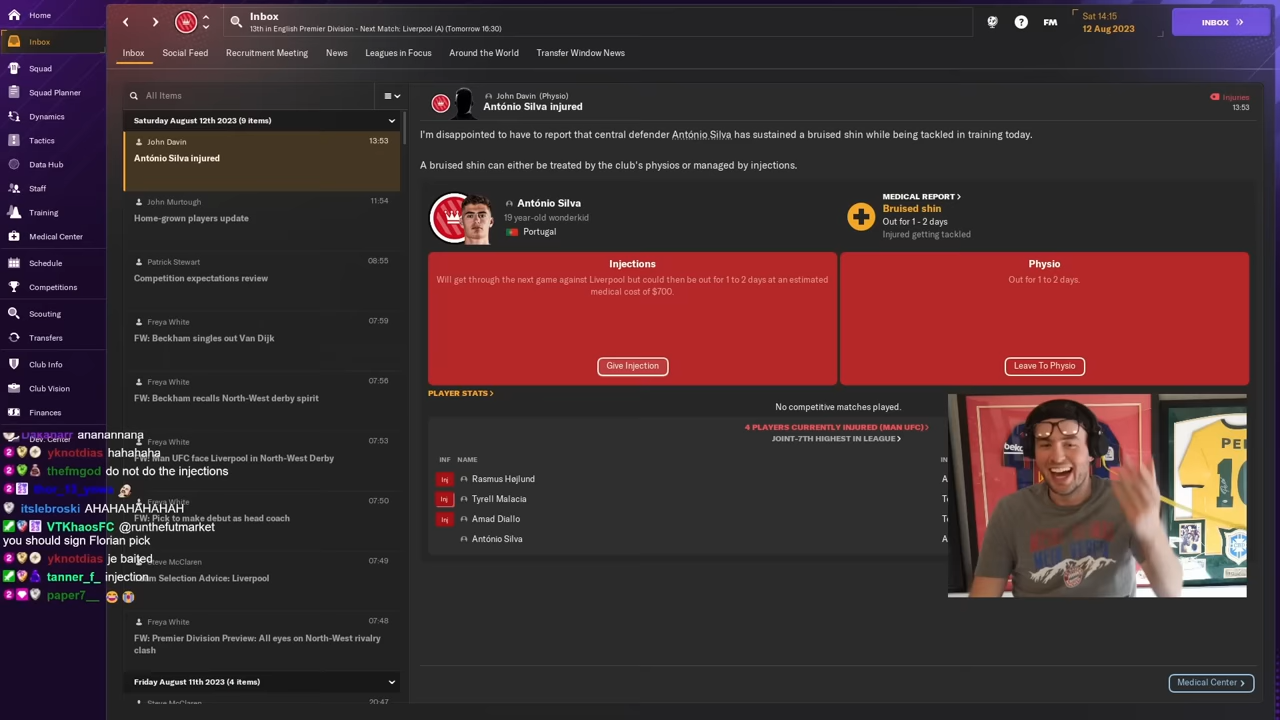 Home
Inbox
Squad
Squad Planner
Dynamics
Tactics
Data Hub
Staff
Training
Medical Center
Schedule
Competitions
Scouting
Transfers
Club Info
Club Vision
Finances
Dev. Center
Inbox
13th in English Premier Division - Next Match: Liverpool (A) (Tomorrow 16:30)
?
FM
Sat 14:15
12 Aug 2023
INBOX
Inbox
Social Feed
Recruitment Meeting
News
Leagues in Focus
Around the World
Transfer Window News
All Items
Saturday August 12th 2023 (9 items)
John Davin
13:53
António Silva injured
John Murtough
11:54
Home-grown players update
Patrick Stewart
08:55
Competition expectations review
Freya White
07:59
FW: Beckham singles out Van Dijk
Freya White
07:56
FW: Beckham recalls North-West derby spirit
Freya White
07:53
FW: Man UFC face Liverpool in North-West Derby
Freya White
07:50
FW: Pick to make debut as head coach
Steve McClaren
07:49
Team Selection Advice: Liverpool
Freya White
07:48
FW: Premier Division Preview: All eyes on North-West rivalry
clash
Friday August 11th 2023 (4 items)
Steve McClaren
20:47
John Davin (Physio)
António Silva injured
Injuries
13:53
I'm disappointed to have to report that central defender António Silva has sustained a bruised shin while being tackled in training today.
A bruised shin can either be treated by the club's physios or managed by injections.
António Silva
19 year-old wonderkid
Portugal
MEDICAL REPORT
Bruised shin
Out for 1 - 2 days
Injured getting tackled
Injections
Will get through the next game against Liverpool but could then be out for 1 to 2 days at an estimated
medical cost of $700.
Give Injection
Physio
Out for 1 to 2 days.
Leave To Physio
PLAYER STATS
No competitive matches played.
4 PLAYERS CURRENTLY INJURED (MAN UFC)
JOINT-7TH HIGHEST IN LEAGUE
INF NAME
Inj Rasmus Højlund
Inj Tyrell Malacia
Inj Amad Diallo
António Silva
Medical Center
ananannana
yknotdias hahahaha
thefmgod do not do the injections
itslebroski AHAHAHAHAHAH
VTKhaosFC @runthefutmarket
you should sign Florian pick
yknotdias je baited
tanner_f_ injection
paper7__